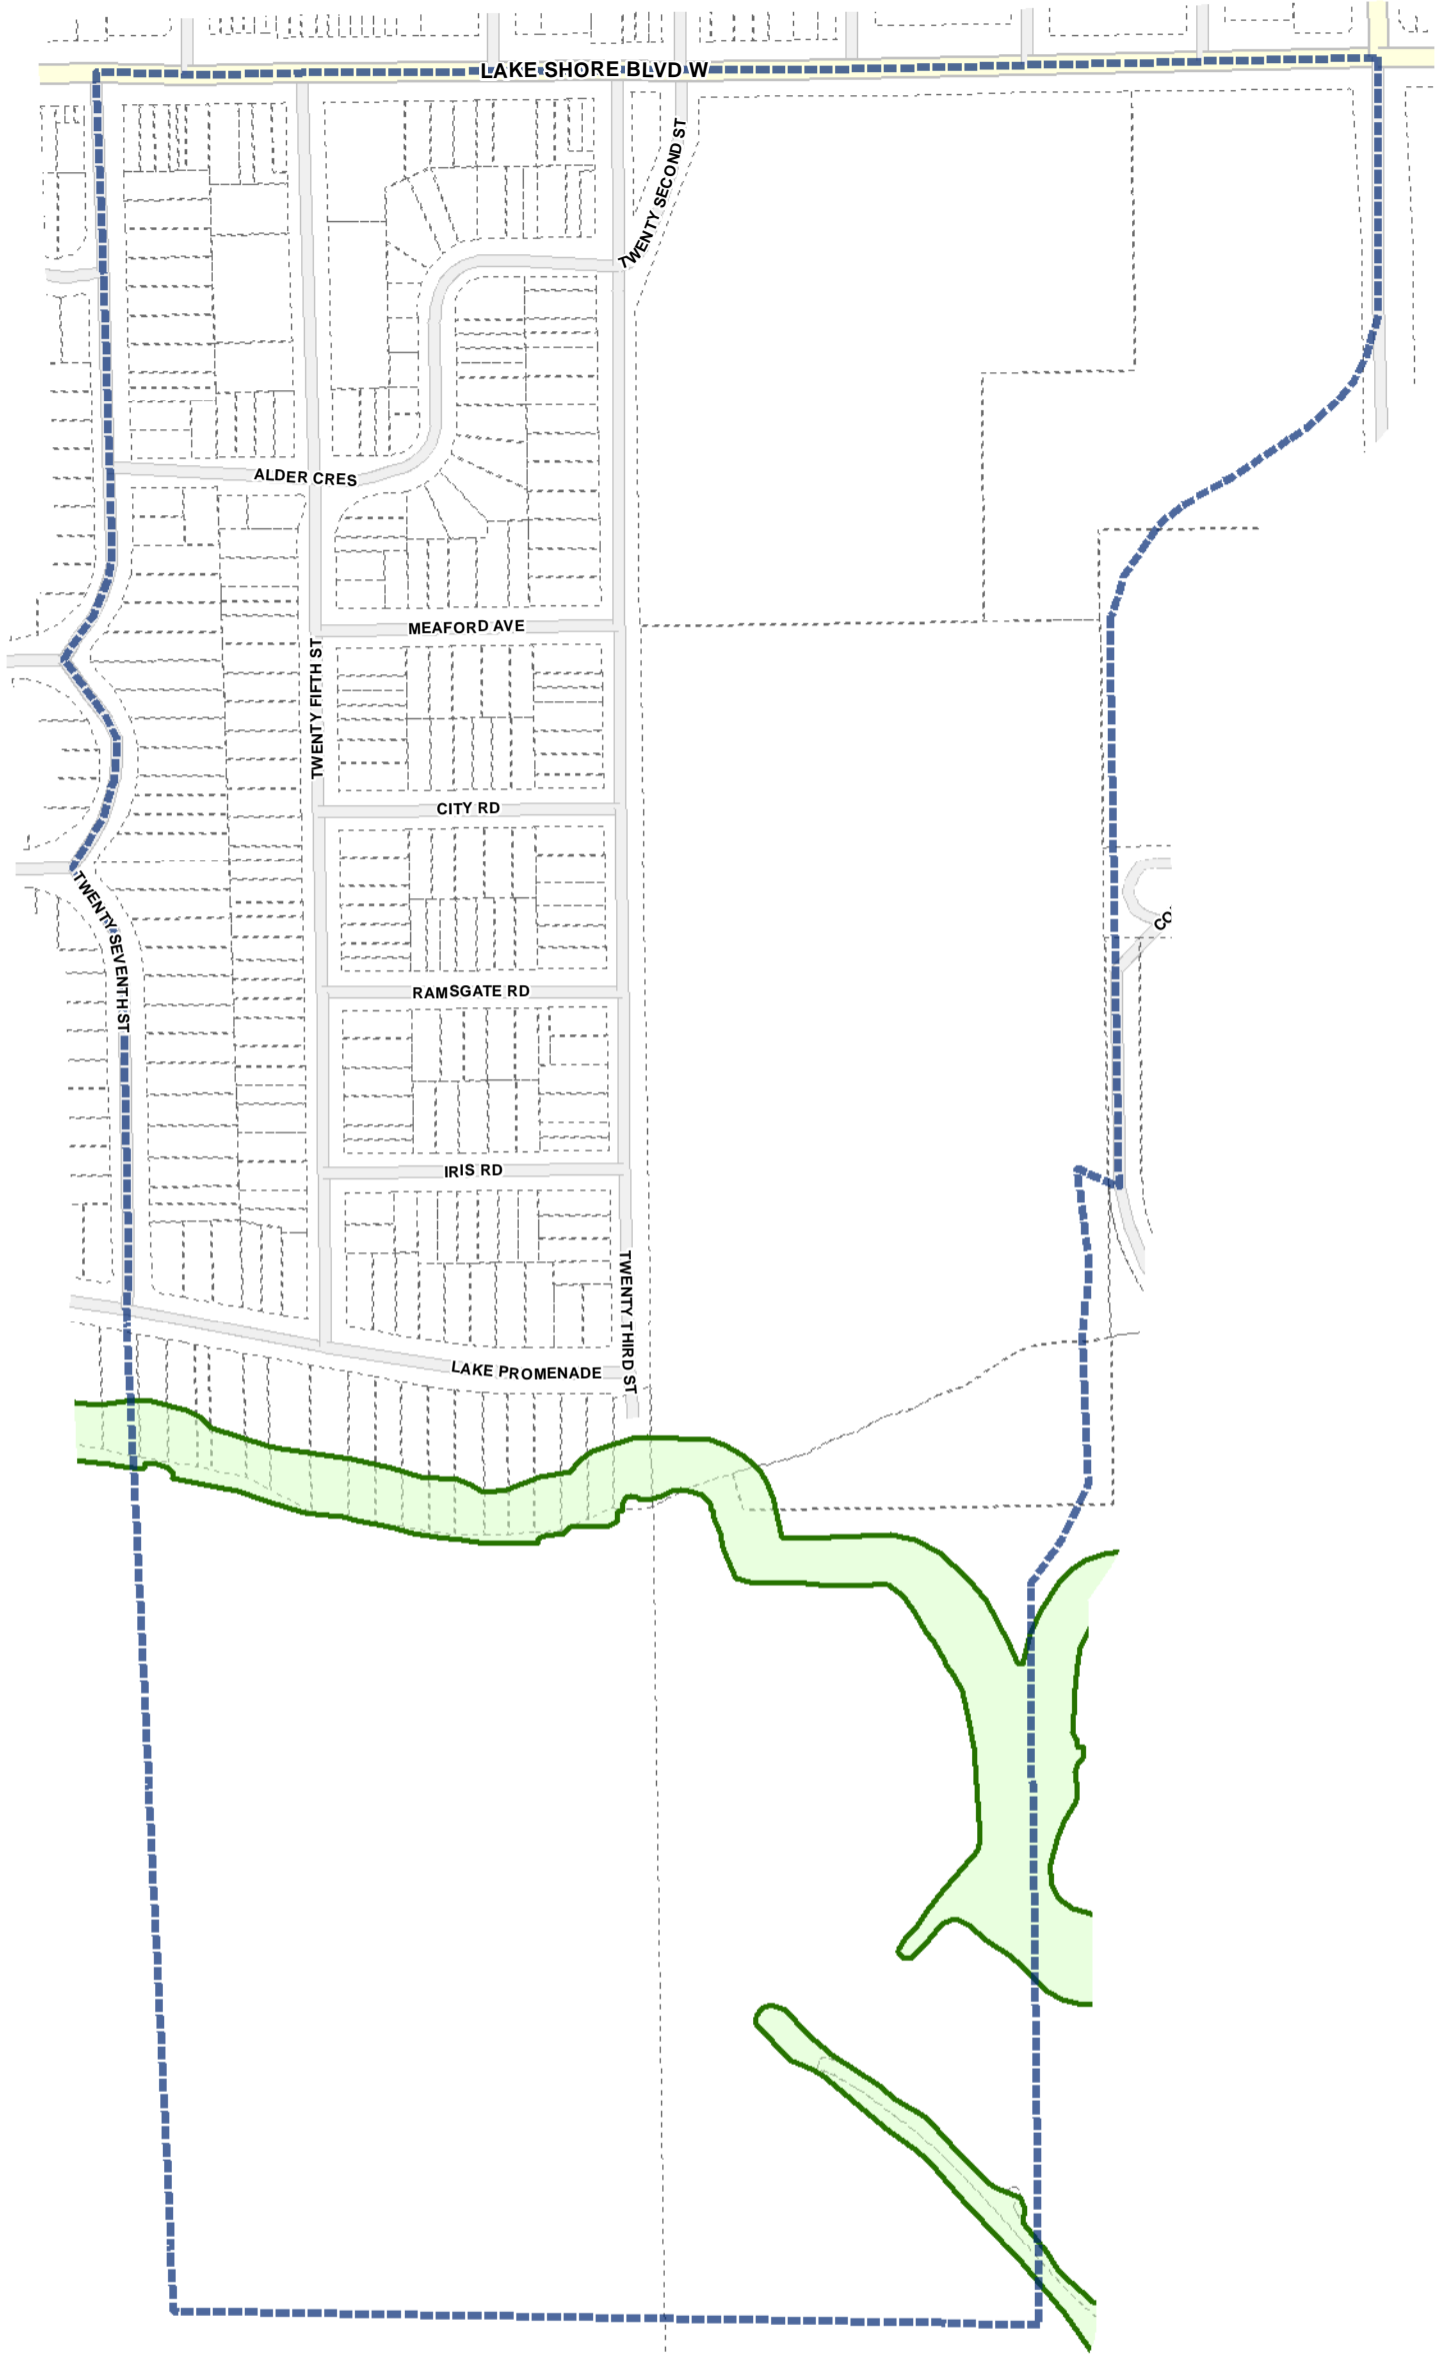 LAKE SHORE BLVD W
TWENTY SECOND ST
ALDER CRES
MEAFORD AVE
TWENTY FIFTH ST
CITY RD
TWENTY SEVENTH ST
CO
RAMSGATE RD
IRIS RD
TWENTY THIRD ST
LAKE PROMENADE